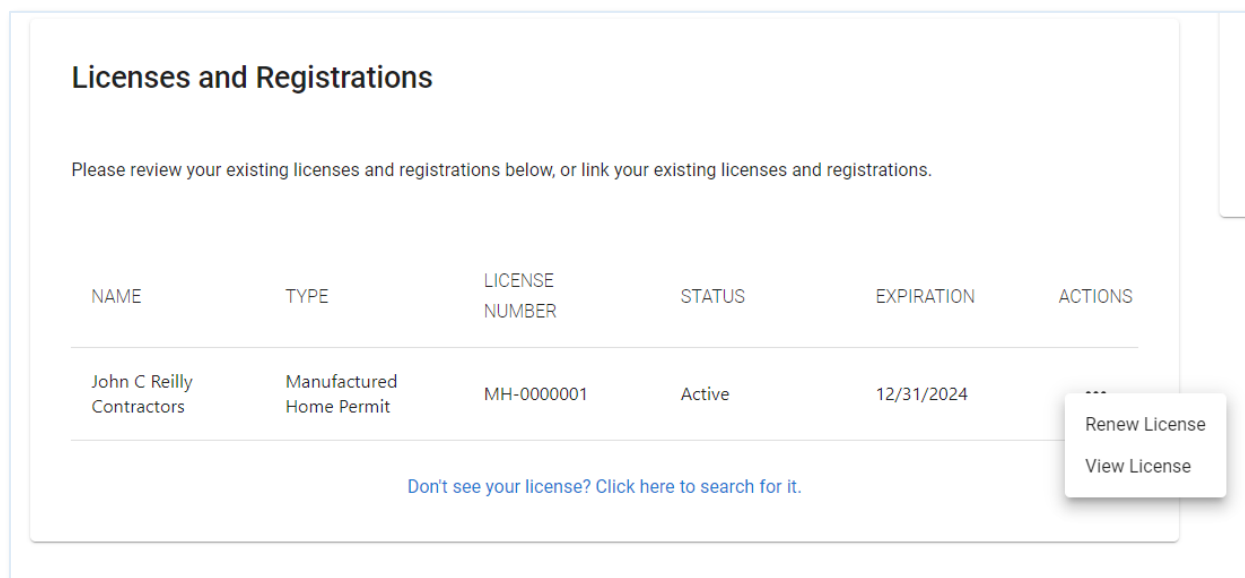 Licenses and Registrations
Please review your existing licenses and registrations below, or link your existing licenses and registrations.
NAME
TYPE
LICENSE
NUMBER
STATUS
EXPIRATION
ACTIONS
John C Reilly
Contractors
Manufactured
Home Permit
MH-0000001
Active
12/31/2024
•••
Renew License
View License
Don't see your license? Click here to search for it.